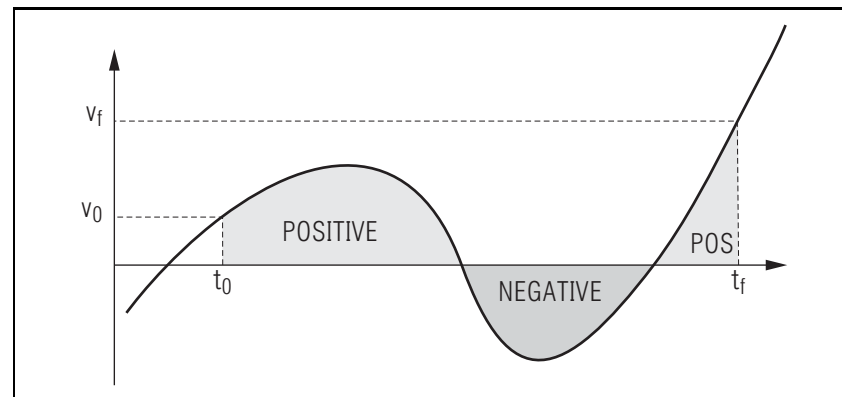 v_f
v_0
POSITIVE
POS
t_0
NEGATIVE
t_f